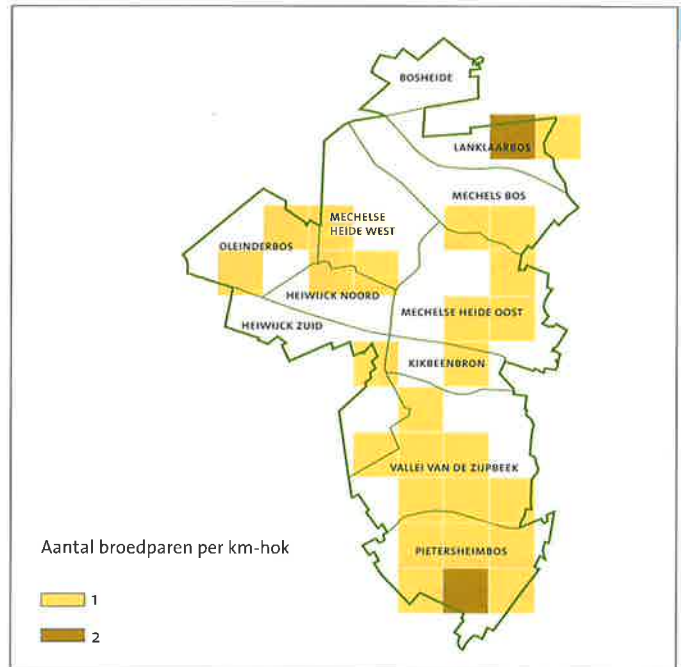 BOSHEIDE
LANKLAARBOS
MECHELS BOS
MECHELSE
HEIDE WEST
OLEINDERBOS
HEIWIJCK NOORD
MECHELSE HEIDE OOST
HEIWIJCK ZUID
KIKBEENBRON
VALLEI VAN DE ZIJPBEEK
PIETERSHEIMBOS
Aantal broedparen per km-hok
1
2